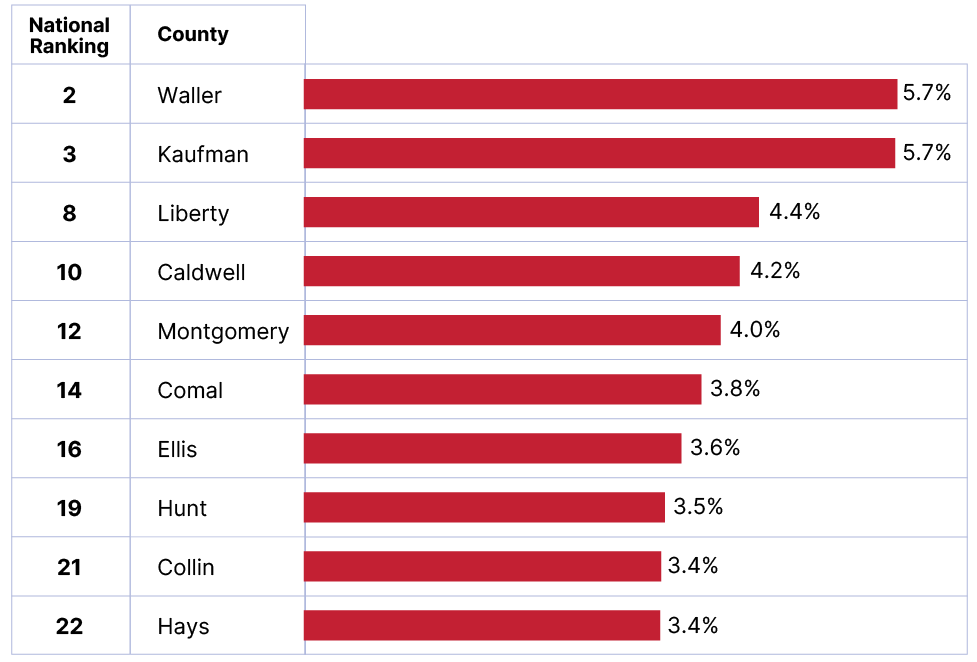 National
Ranking County
2 Waller 5.7%
3 Kaufman 5.7%
8 Liberty 4.4%
10 Caldwell 4.2%
12 Montgomery 4.0%
14 Comal 3.8%
16 Ellis 3.6%
19 Hunt 3.5%
21 Collin 3.4%
22 Hays 3.4%